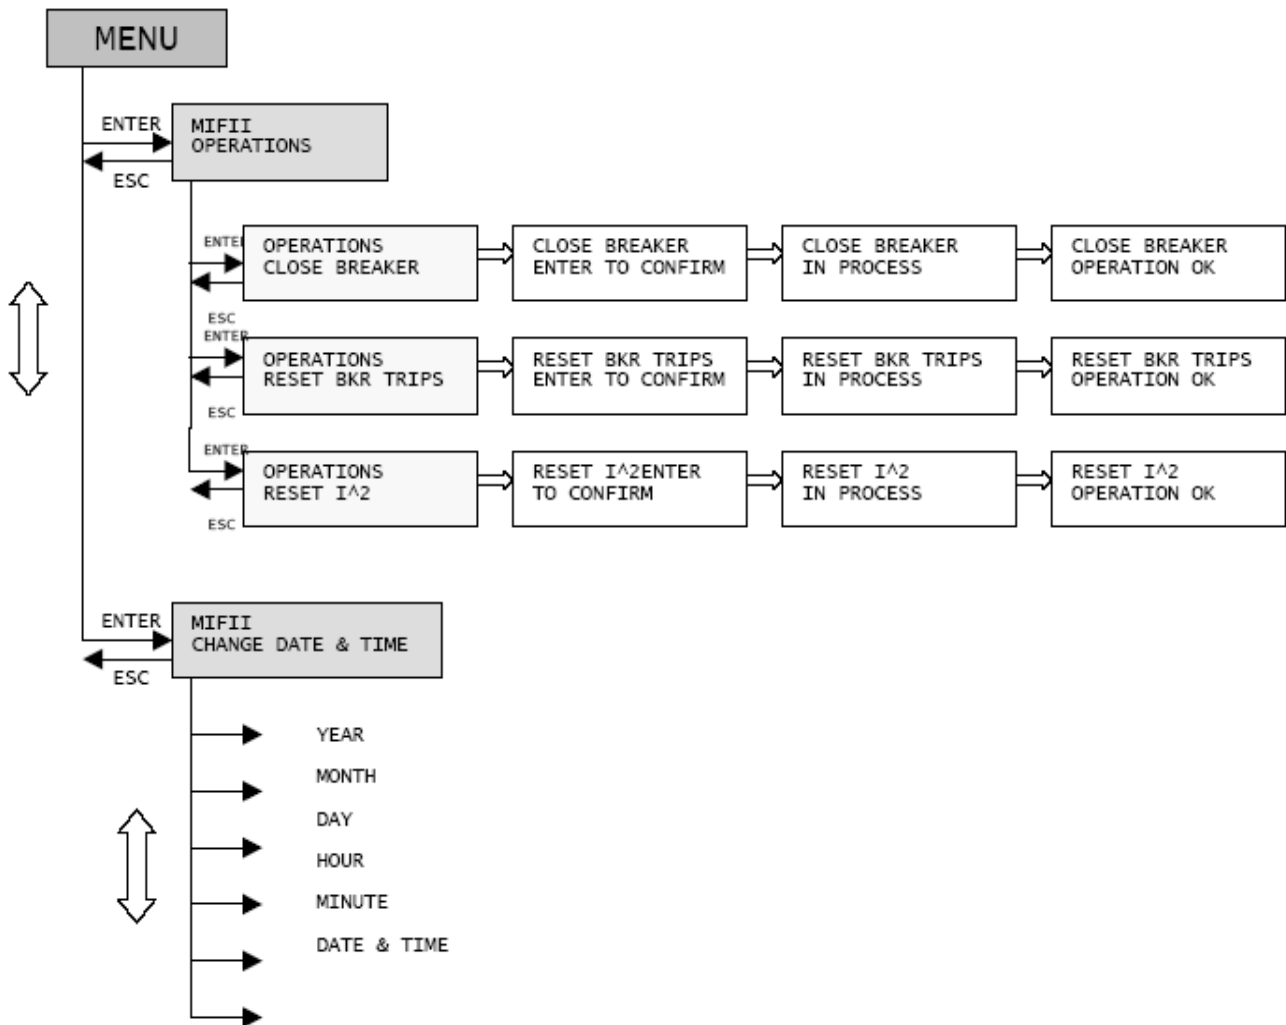 MENU
ENTER
MIFII
OPERATIONS
ESC
ENTER
OPERATIONS
CLOSE BREAKER
CLOSE BREAKER
ENTER TO CONFIRM
CLOSE BREAKER
IN PROCESS
CLOSE BREAKER
OPERATION OK
ESC
ENTER
OPERATIONS
RESET BKR TRIPS
RESET BKR TRIPS
ENTER TO CONFIRM
RESET BKR TRIPS
IN PROCESS
RESET BKR TRIPS
OPERATION OK
ESC
ENTER
OPERATIONS
RESET I^2
RESET I^2ENTER
TO CONFIRM
RESET I^2
IN PROCESS
RESET I^2
OPERATION OK
ESC
ENTER
MIFII
CHANGE DATE & TIME
ESC
YEAR
MONTH
DAY
HOUR
MINUTE
DATE & TIME